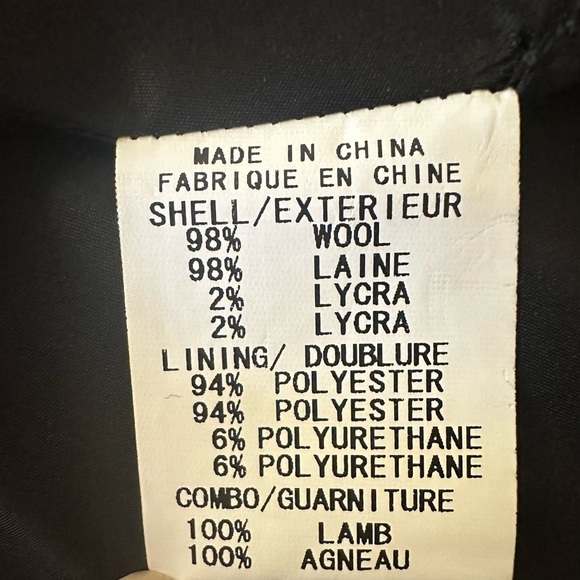 MADE IN CHINA
FABRIQUE EN CHINE
SHELL/EXTERIEUR
98% WOOL
98% LAINE
2% LYCRA
2% LYCRA
LINING/ DOUBLURE
94% POLYESTER
94% POLYESTER
6% POLYURETHANE
6% POLYURETHANE
COMBO/GUARNITURE
100% LAMB
100% AGNEAU